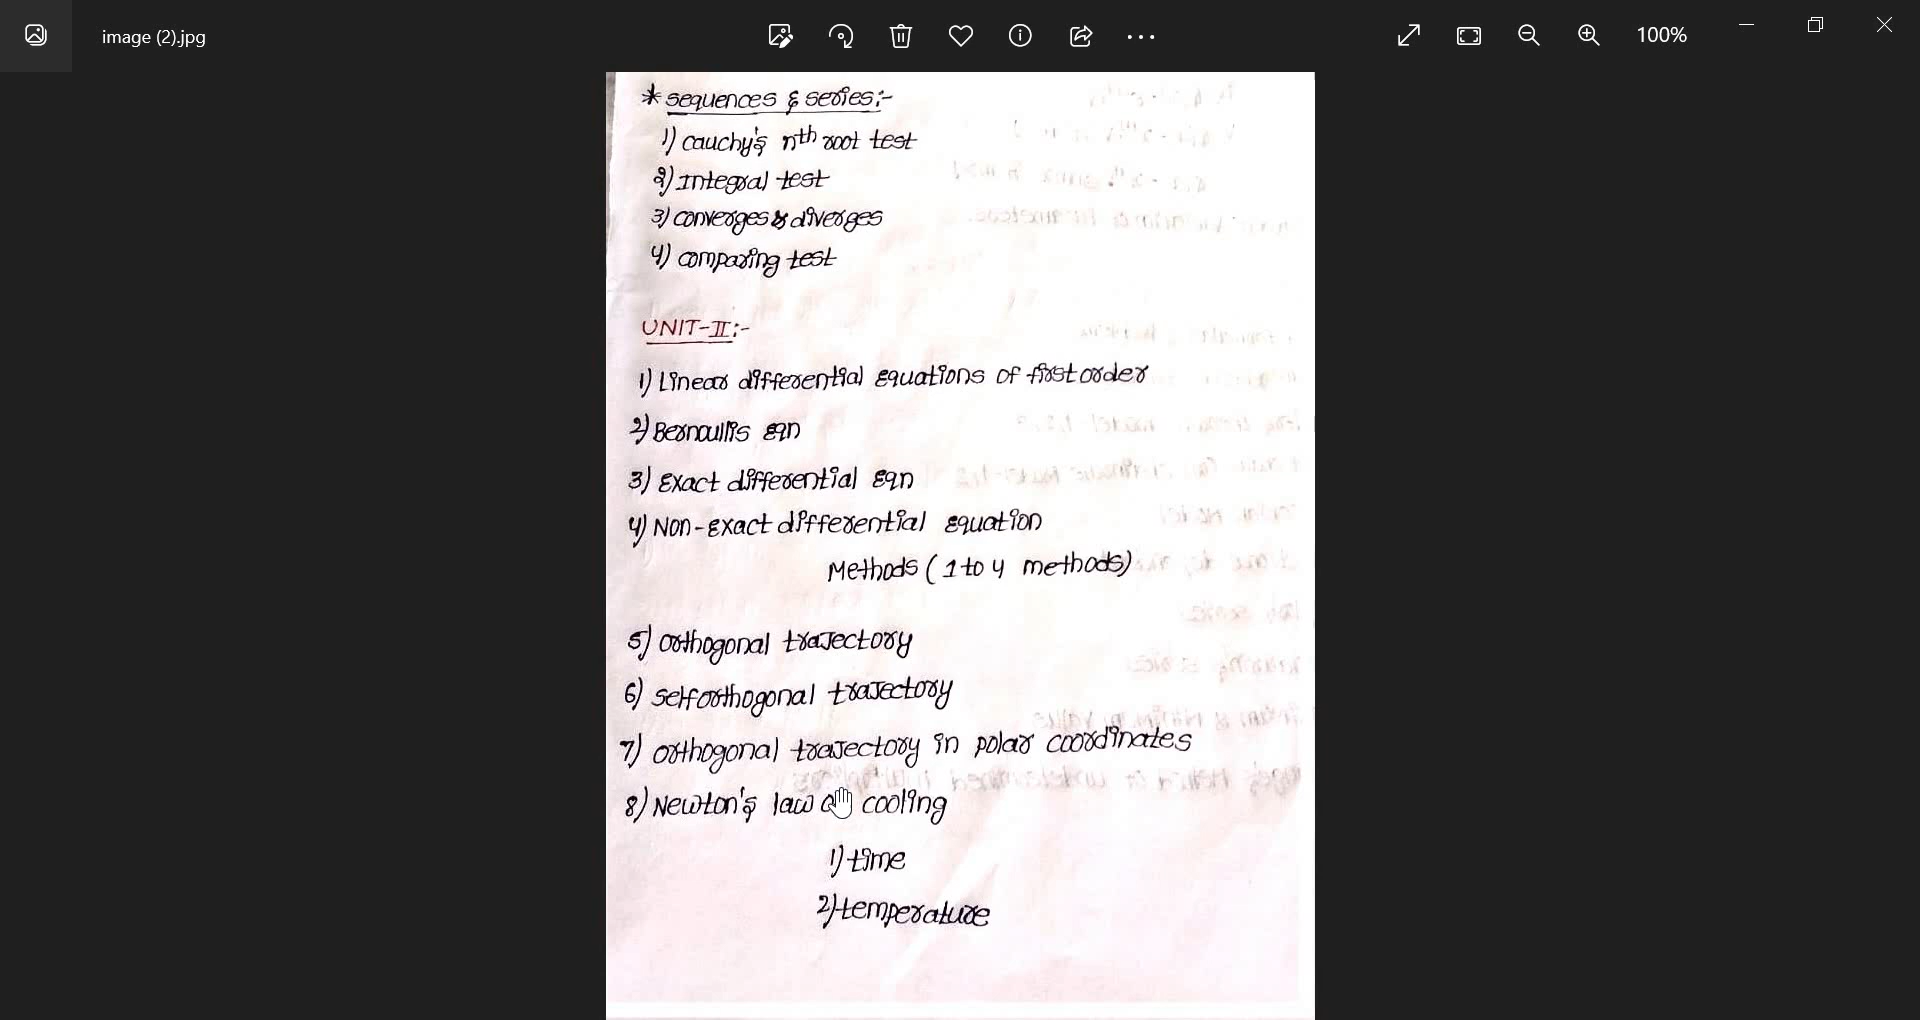 image (2).jpg
100%
* sequences & series:-
1) cauchy's nth root test
2) Integral test
3) converges & diverges
4) comparing test
UNIT-II:-
1) Linear differential equations of first order
2) Bernoullis eqn
3) Exact differential eqn
4) Non-exact differential equation
Methods (1 to 4 methods)
5) orthogonal trajectory
6) selforthogonal trajectory
7) orthogonal trajectory in polar coordinates
8) Newton's law cooling
1) time
2) temperature